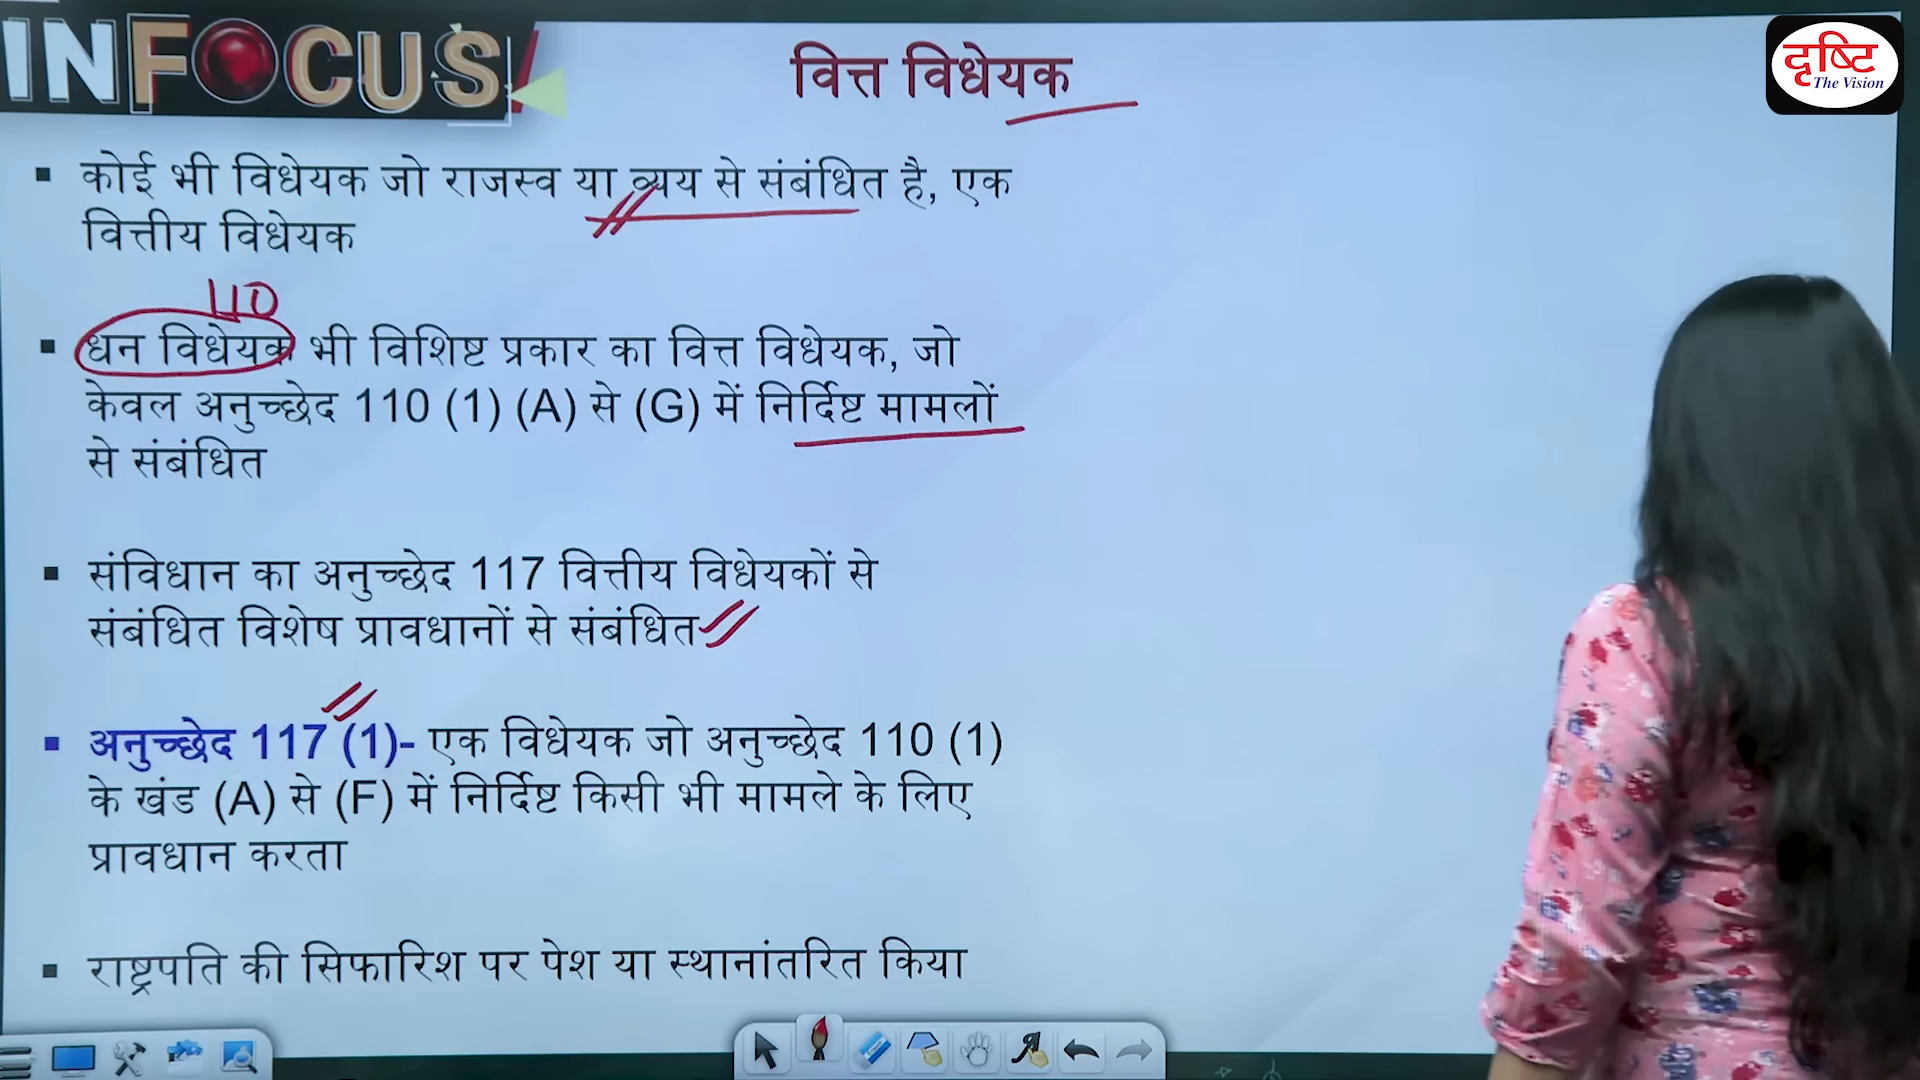 INFOCUS
वित्त विधेयक
दृष्टि
The Vision
▪ कोई भी विधेयक जो राजस्व या व्यय से संबंधित है, एक
वित्तीय विधेयक
110
▪ धन विधेयक भी विशिष्ट प्रकार का वित्त विधेयक, जो
केवल अनुच्छेद 110 (1) (A) से (G) में निर्दिष्ट मामलों
से संबंधित
▪ संविधान का अनुच्छेद 117 वित्तीय विधेयकों से
संबंधित विशेष प्रावधानों से संबंधित
▪ अनुच्छेद 117 (1)- एक विधेयक जो अनुच्छेद 110 (1)
के खंड (A) से (F) में निर्दिष्ट किसी भी मामले के लिए
प्रावधान करता
▪ राष्ट्रपति की सिफारिश पर पेश या स्थानांतरित किया